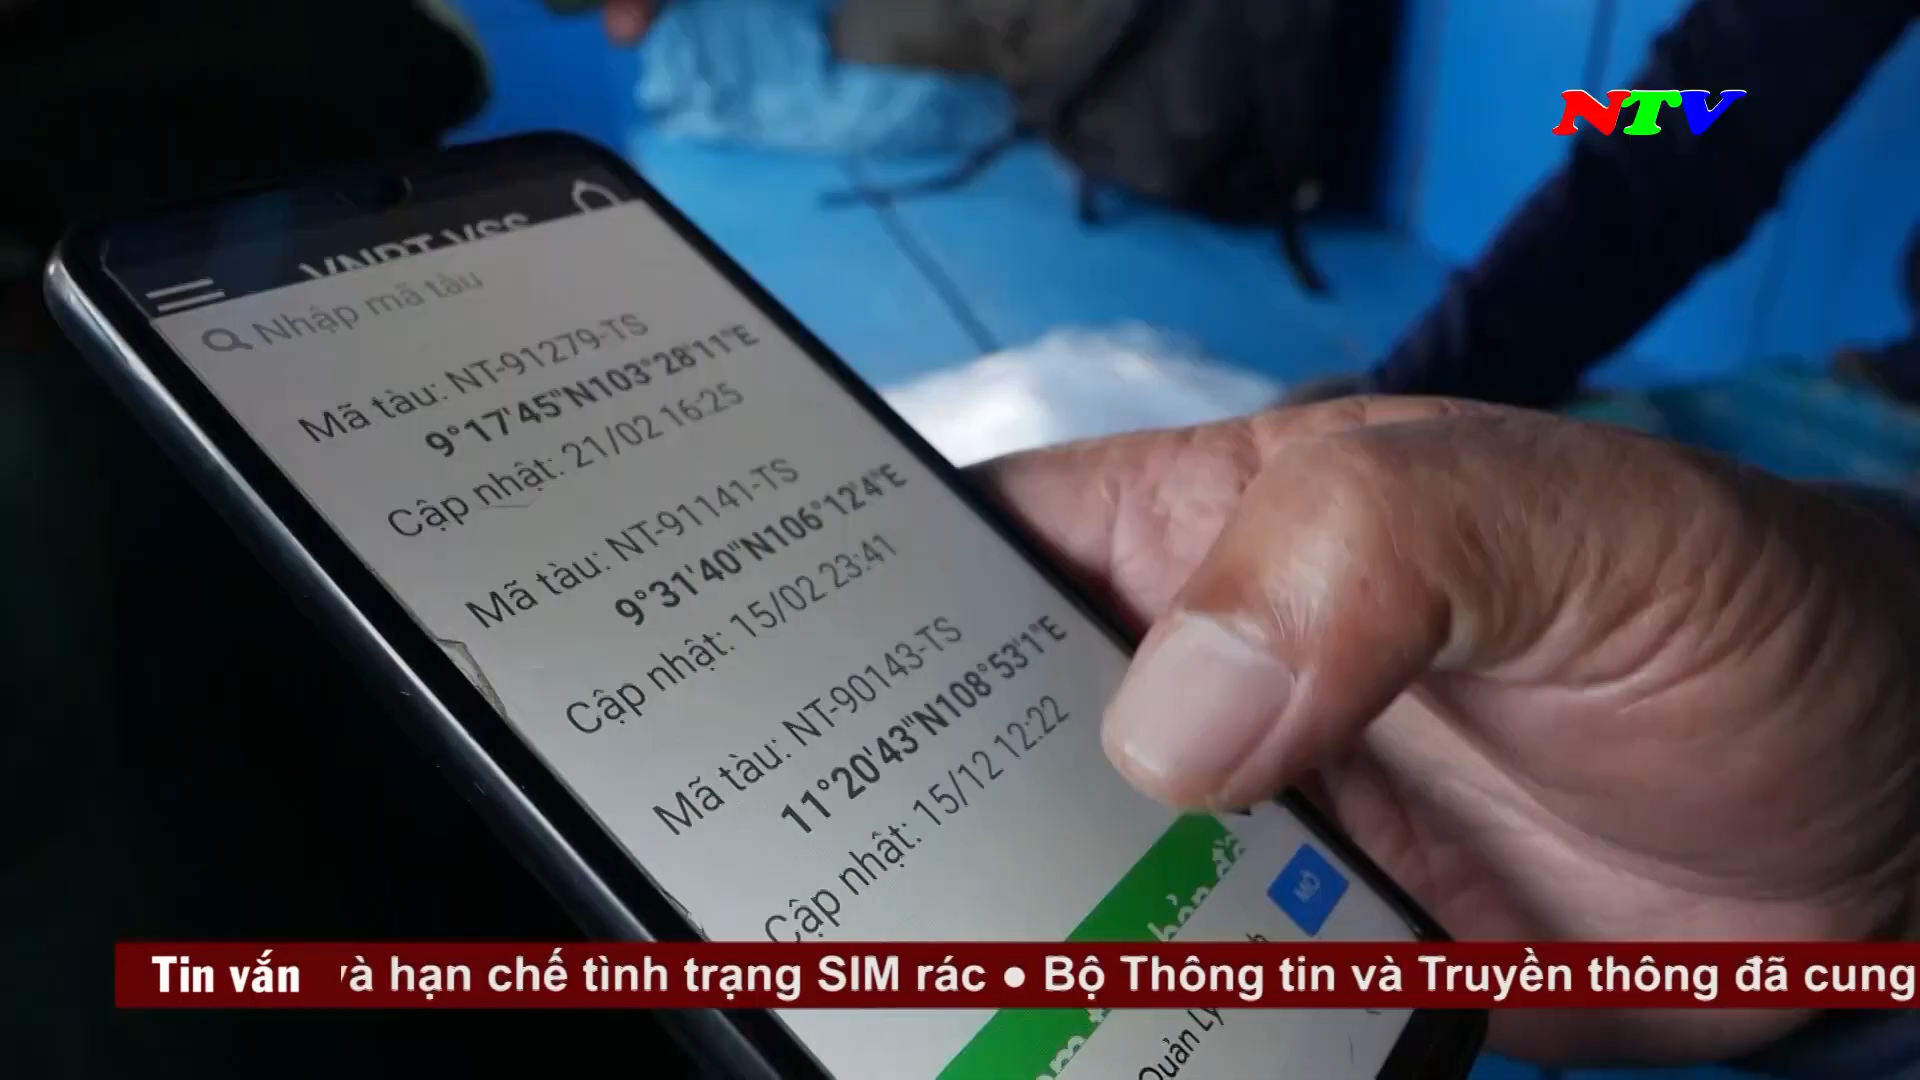 NTV
VNPT VSS
Nhập mã tàu
Mã tàu: NT-91279-TS
9°17'45"N103°28'11"E
Cập nhật: 21/02 16:25
Mã tàu: NT-91141-TS
9°31'40"N106°12'4"E
Cập nhật: 15/02 23:41
Mã tàu: NT-90143-TS
11°20'43"N108°53'1"E
Cập nhật: 15/12 12:22
MỞ
Quản Lý
Tin vắn và hạn chế tình trạng SIM rác ● Bộ Thông tin và Truyền thông đã cung